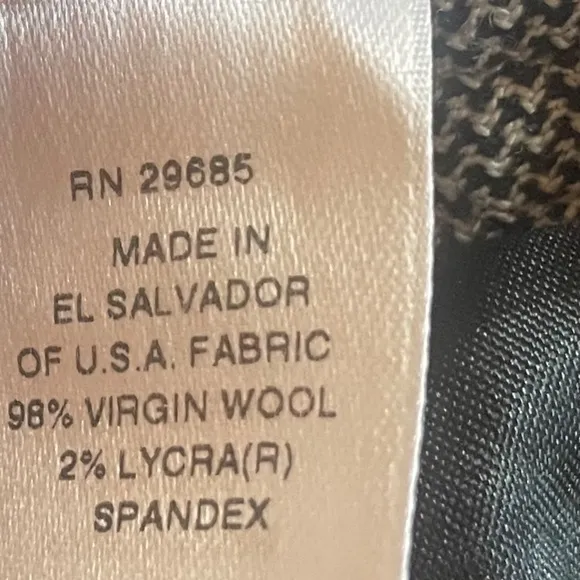 RN 29685
MADE IN
EL SALVADOR
OF U.S.A. FABRIC
98% VIRGIN WOOL
2% LYCRA(R)
SPANDEX